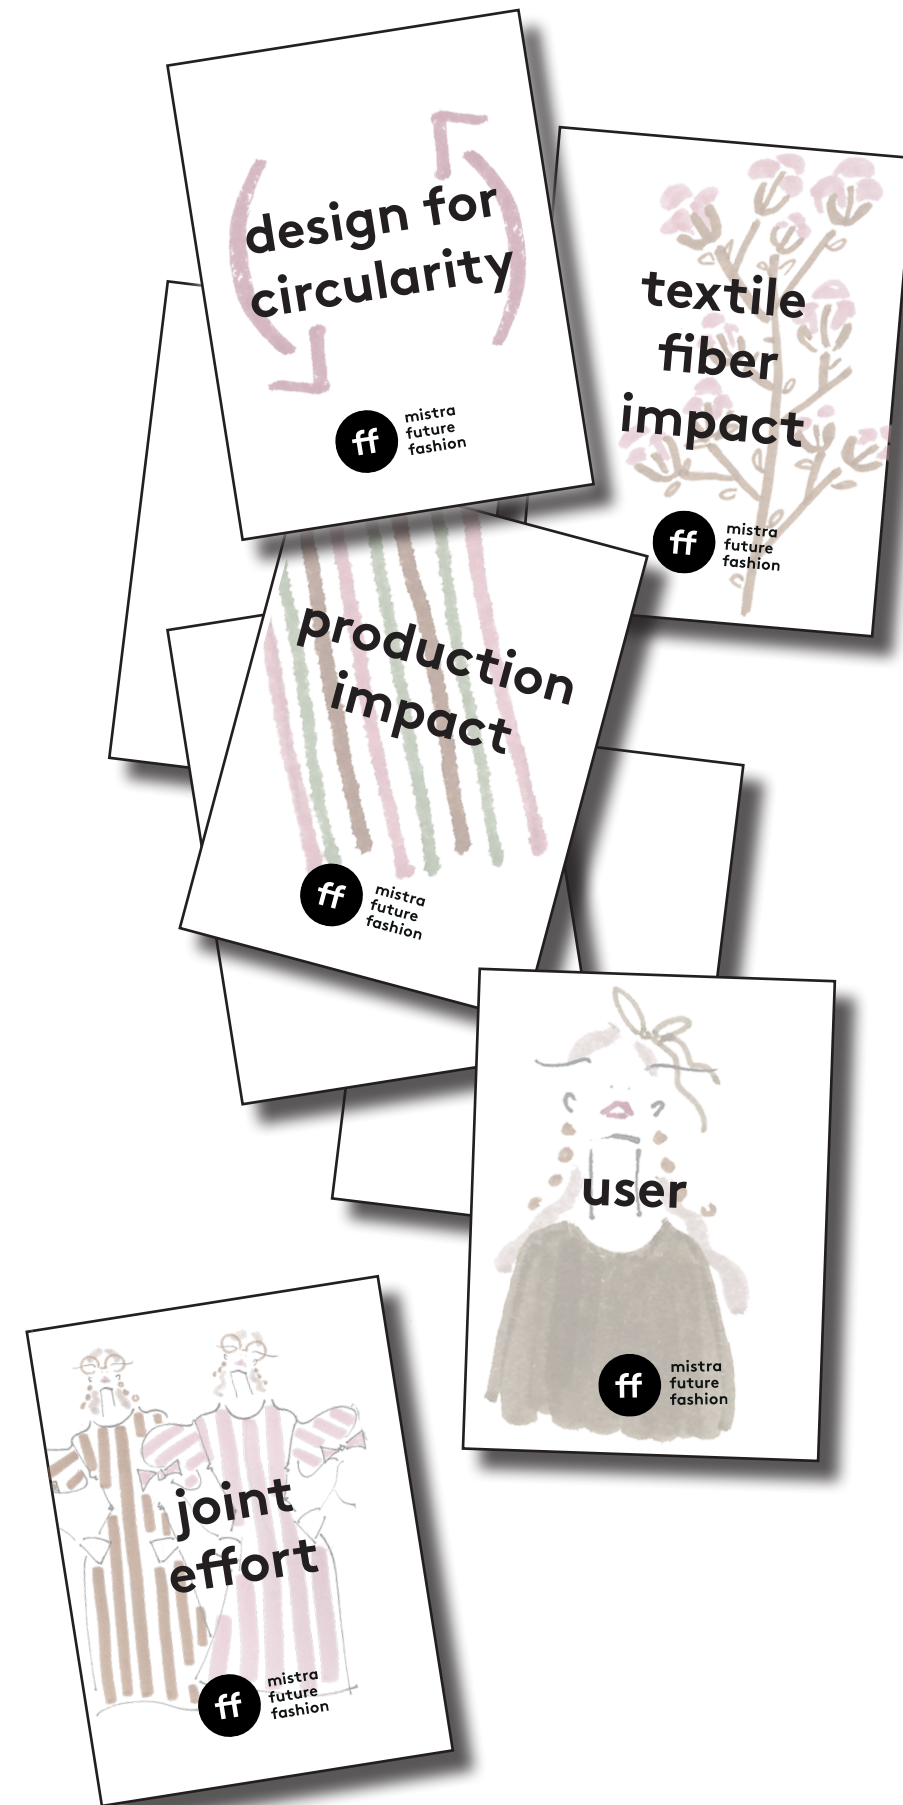 design for
circularity
ff
mistra
future
fashion
textile
fiber
impact
ff
mistra
future
fashion
production
impact
ff
mistra
future
fashion
user
ff
mistra
future
fashion
joint
effort
ff
mistra
future
fashion